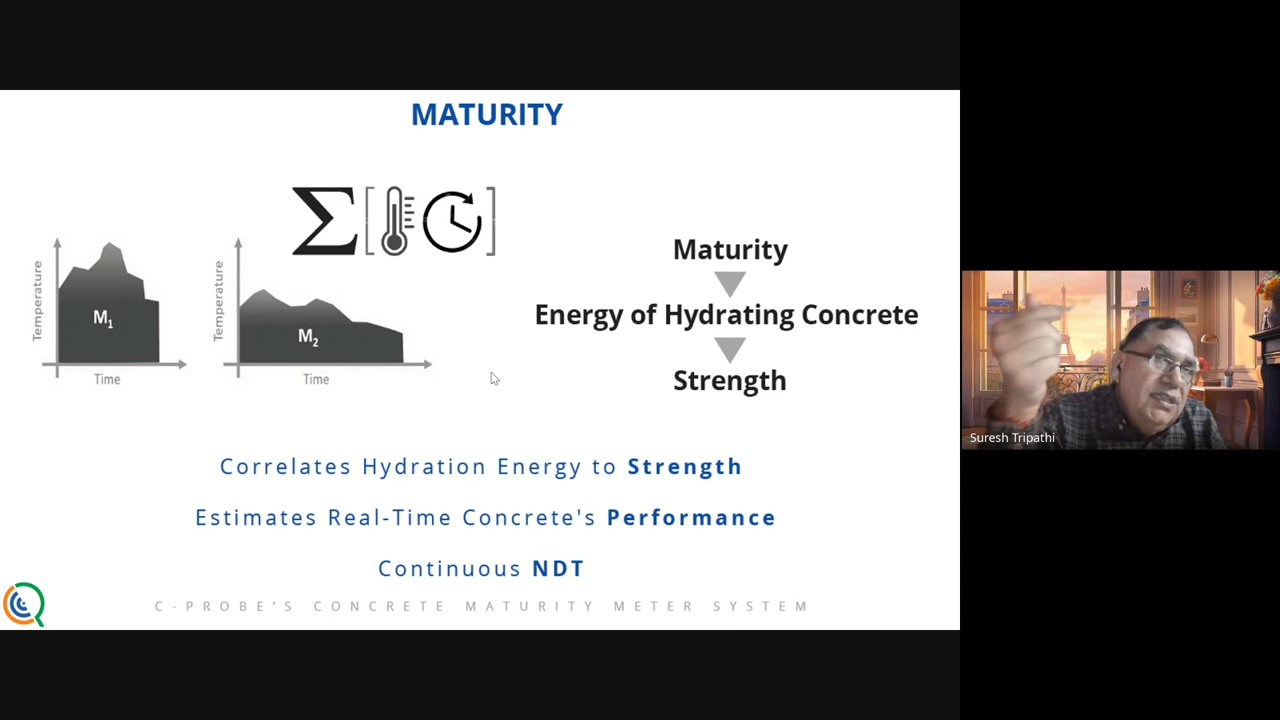 MATURITY
Temperature
M1
Time
Temperature
M2
Time
Maturity
Energy of Hydrating Concrete
Strength
Correlates Hydration Energy to Strength
Estimates Real-Time Concrete's Performance
Continuous NDT
C-PROBE’S CONCRETE MATURITY METER SYSTEM
Suresh Tripathi